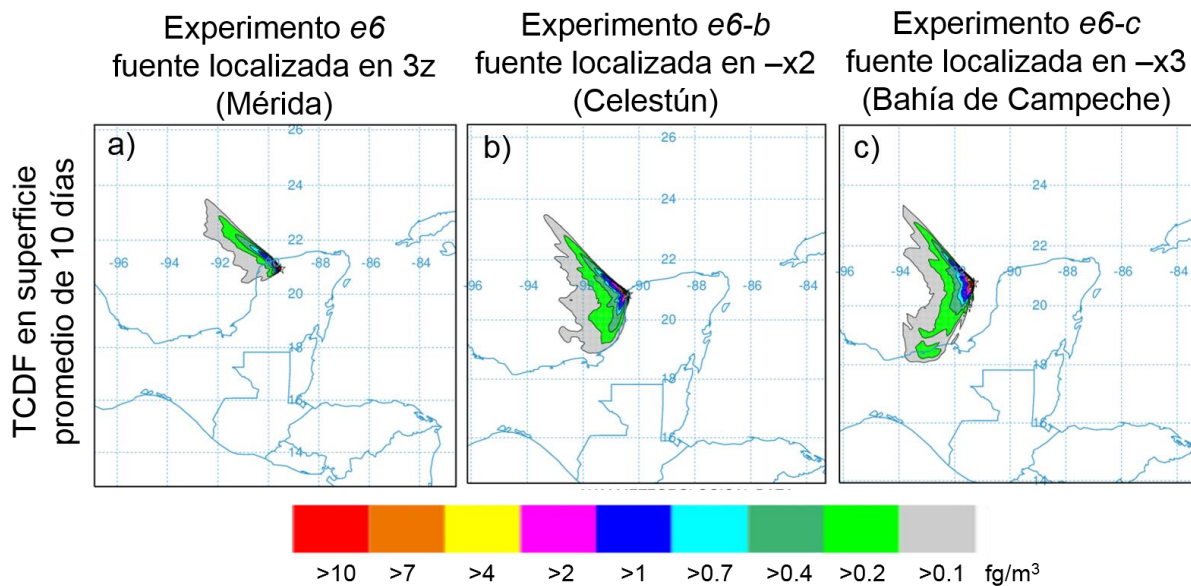 Experimento e6
fuente localizada en 3z
(Mérida)
Experimento e6-b
fuente localizada en –x2
(Celestún)
Experimento e6-c
fuente localizada en –x3
(Bahía de Campeche)
TCDF en superficie
promedio de 10 días
a)
26
24
22
-96 -94 -92 -90 -88 -86
20
18
16
14
b)
26
24
22
-96 -94 -92 -90 -88 -86
20
18
16
c)
26
24
22
-96 -94 -92 -90 -88 -86
20
18
16
>10 >7 >4 >2 >1 >0.7 >0.4 >0.2 >0.1 fg/m³